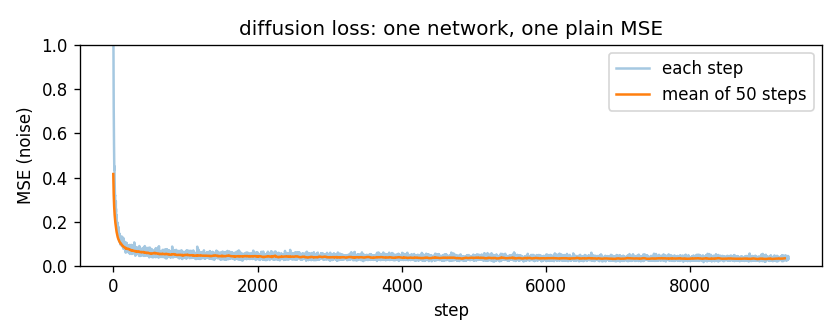 diffusion loss: one network, one plain MSE
1.0
0.8
0.6
0.4
0.2
0.0
MSE (noise)
each step
mean of 50 steps
0
2000
4000
6000
8000
step